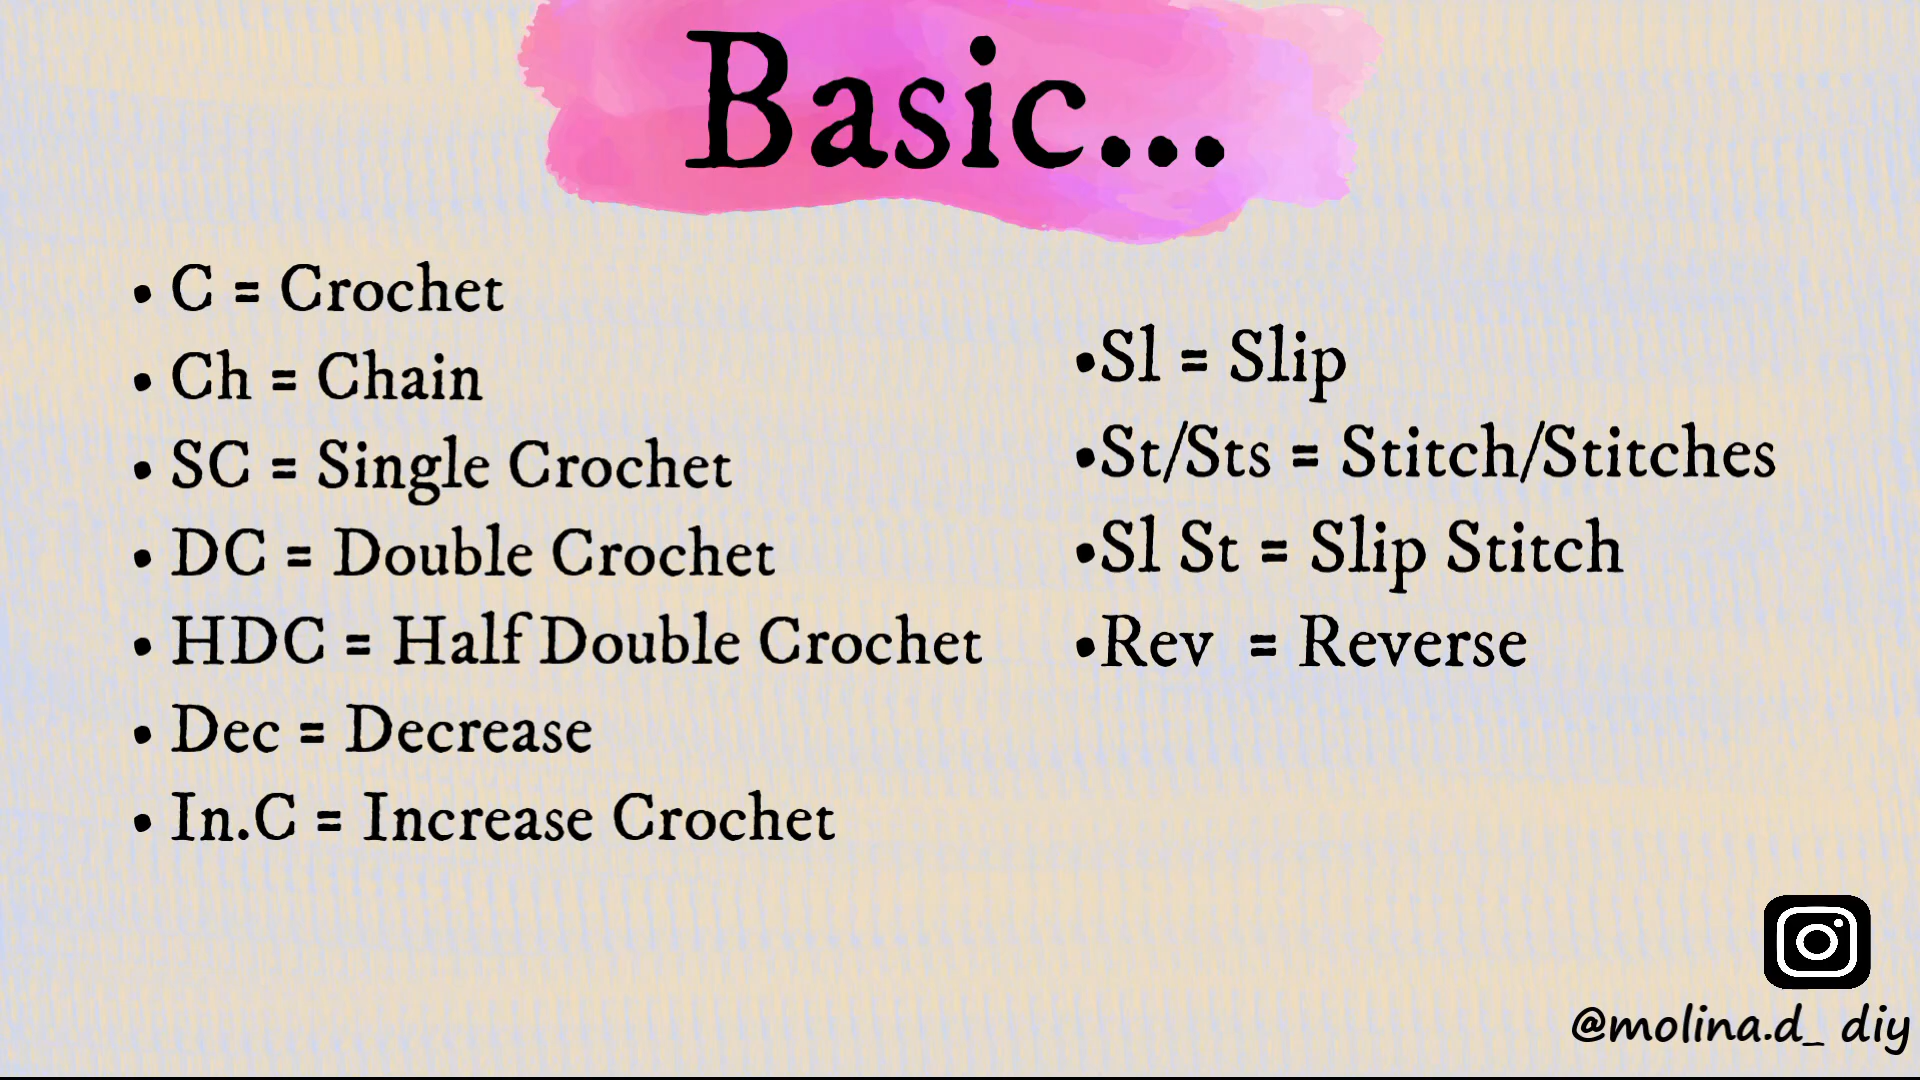 Basic...
• C = Crochet
• Ch = Chain
• SC = Single Crochet
• DC = Double Crochet
• HDC = Half Double Crochet
• Dec = Decrease
• In.C = Increase Crochet
•Sl = Slip
•St/Sts = Stitch/Stitches
•Sl St = Slip Stitch
•Rev = Reverse
@molina.d_ diy